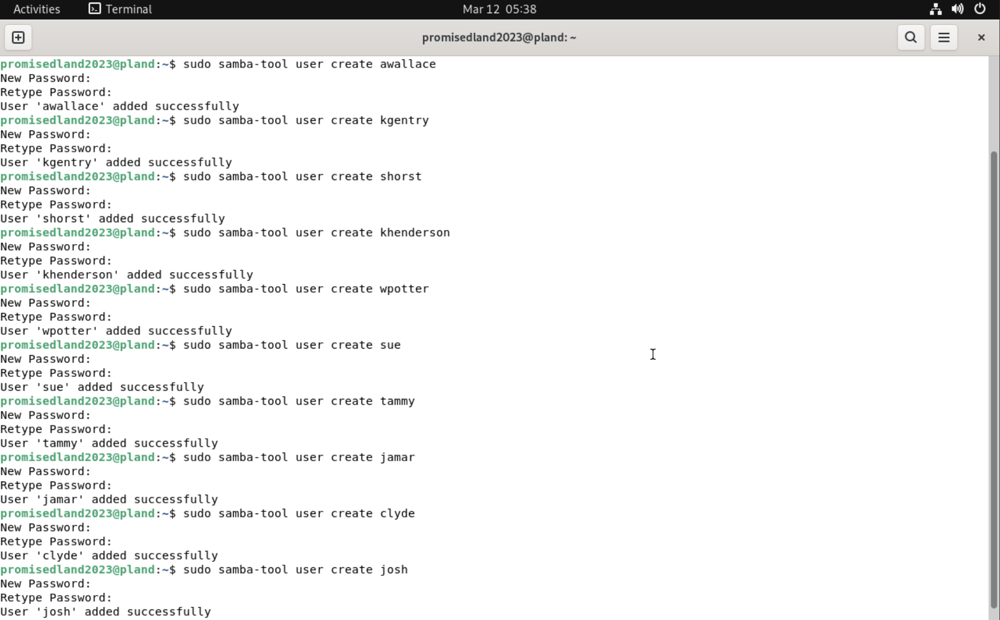 Activities Terminal Mar 12 05:38
promisedland2023@pland: ~
promisedland2023@pland:~$ sudo samba-tool user create awallace
New Password:
Retype Password:
User 'awallace' added successfully
promisedland2023@pland:~$ sudo samba-tool user create kgentry
New Password:
Retype Password:
User 'kgentry' added successfully
promisedland2023@pland:~$ sudo samba-tool user create shorst
New Password:
Retype Password:
User 'shorst' added successfully
promisedland2023@pland:~$ sudo samba-tool user create khenderson
New Password:
Retype Password:
User 'khenderson' added successfully
promisedland2023@pland:~$ sudo samba-tool user create wpotter
New Password:
Retype Password:
User 'wpotter' added successfully
promisedland2023@pland:~$ sudo samba-tool user create sue
New Password:
Retype Password:
User 'sue' added successfully
promisedland2023@pland:~$ sudo samba-tool user create tammy
New Password:
Retype Password:
User 'tammy' added successfully
promisedland2023@pland:~$ sudo samba-tool user create jamar
New Password:
Retype Password:
User 'jamar' added successfully
promisedland2023@pland:~$ sudo samba-tool user create clyde
New Password:
Retype Password:
User 'clyde' added successfully
promisedland2023@pland:~$ sudo samba-tool user create josh
New Password:
Retype Password:
User 'josh' added successfully